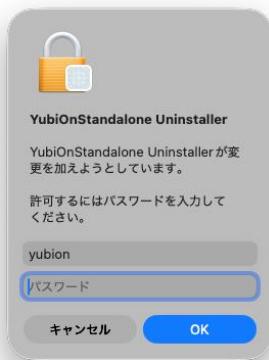 YubiOnStandalone Uninstaller
YubiOnStandalone Uninstallerが変
更を加えようとしています。
許可するにはパスワードを入力して
ください。
yubion
パスワード
キャンセル
OK